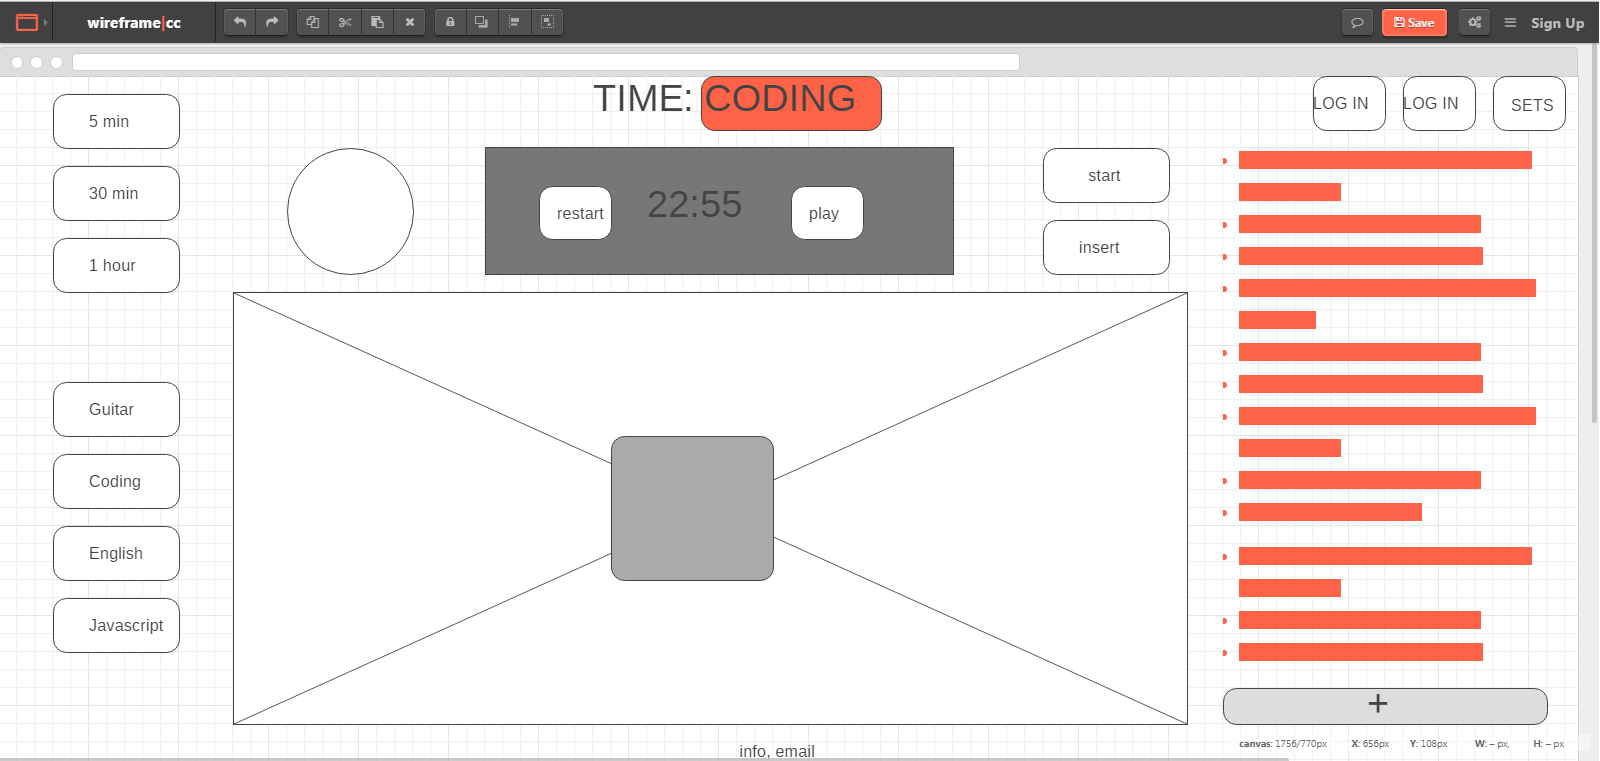 wireframe|cc
Save
Sign Up
TIME: CODING
LOG IN
LOG IN
SETS
5 min
30 min
1 hour
restart
22:55
play
start
insert
Guitar
Coding
English
Javascript
+
canvas: 1756/770px X: 656px Y: 108px W: – px, H: – px
info, email